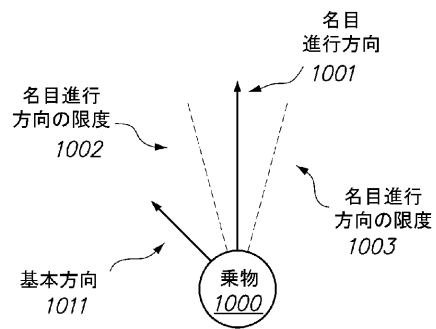 名目
進行方向
1001
名目進行
方向の限度
1002
名目進行
方向の限度
1003
基本方向
1011
乗物
1000